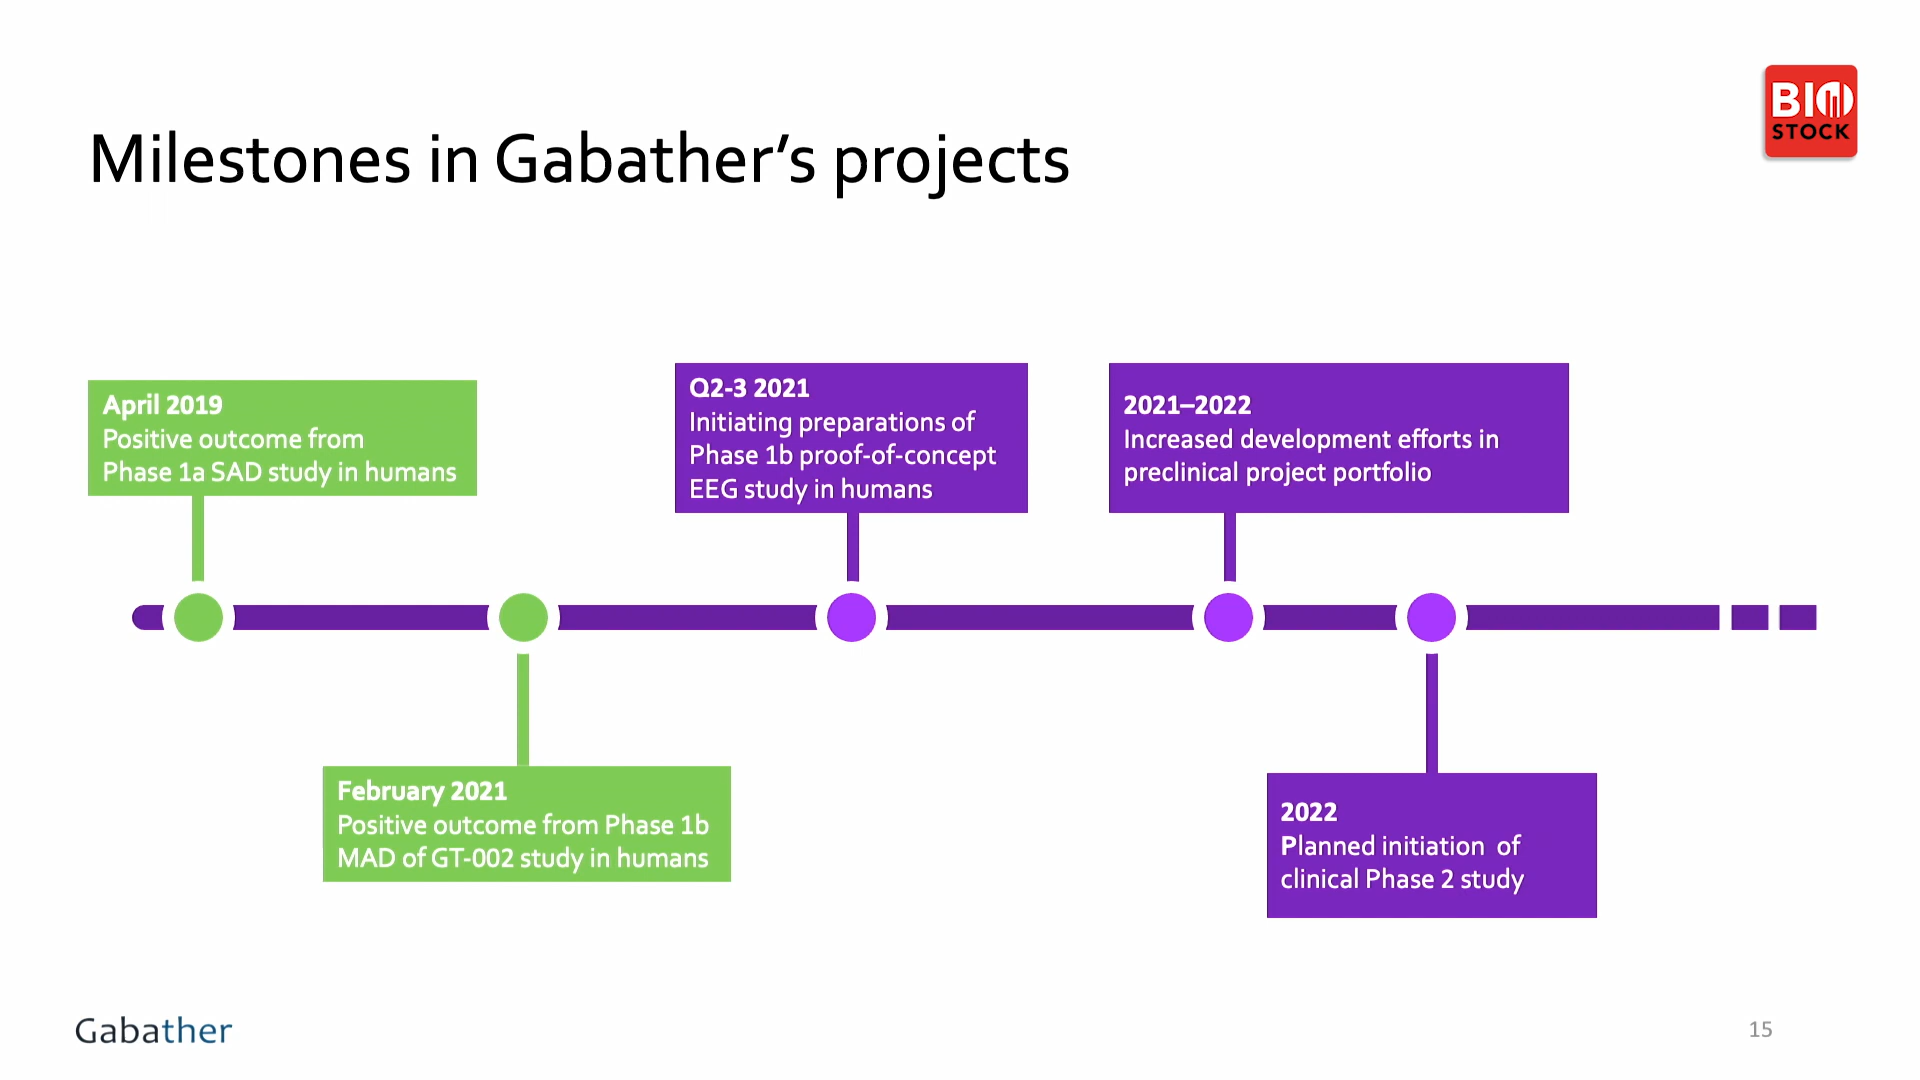 BIO
STOCK
Milestones in Gabather's projects
April 2019
Positive outcome from
Phase 1a SAD study in humans
Q2-3 2021
Initiating preparations of
Phase 1b proof-of-concept
EEG study in humans
2021–2022
Increased development efforts in
preclinical project portfolio
February 2021
Positive outcome from Phase 1b
MAD of GT-002 study in humans
2022
Planned initiation of
clinical Phase 2 study
Gabather
15